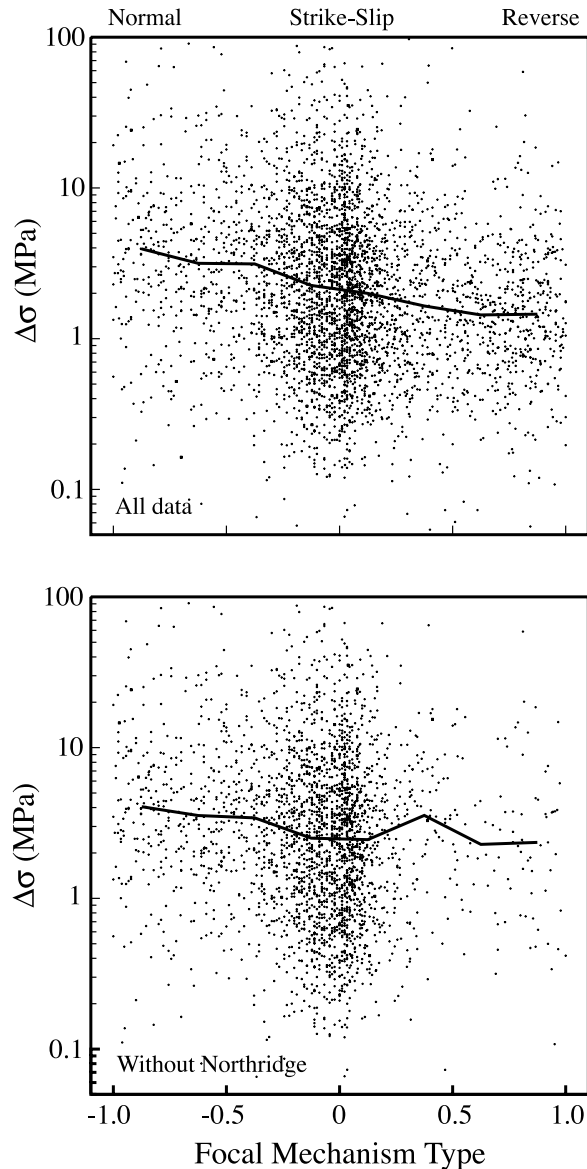 Normal Strike-Slip Reverse
100
10
1
0.1
Δσ (MPa)
All data
100
10
1
0.1
Δσ (MPa)
Without Northridge
-1.0 -0.5 0 0.5 1.0
Focal Mechanism Type